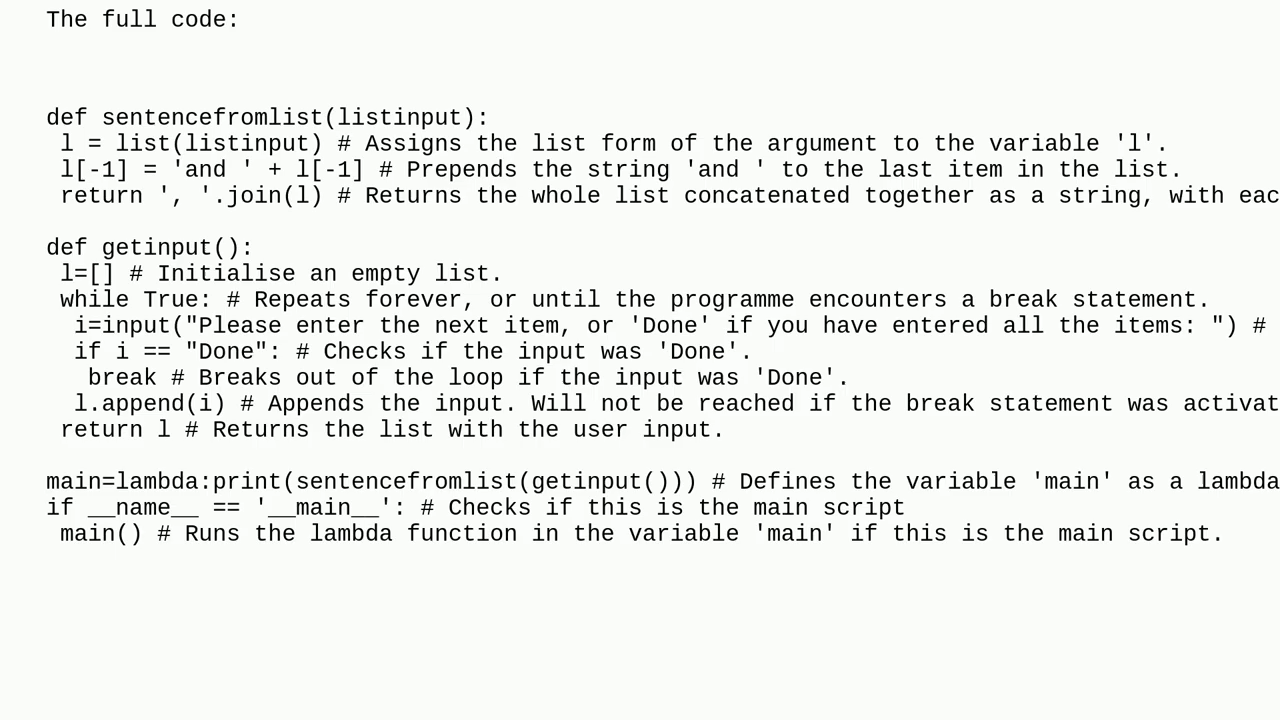 The full code:
def sentencefromlist(listinput):
 l = list(listinput) # Assigns the list form of the argument to the variable 'l'.
 l[-1] = 'and ' + l[-1] # Prepends the string 'and ' to the last item in the list.
 return ', '.join(l) # Returns the whole list concatenated together as a string, with eac
def getinput():
 l=[] # Initialise an empty list.
 while True: # Repeats forever, or until the programme encounters a break statement.
  i=input("Please enter the next item, or 'Done' if you have entered all the items: ") #
  if i == "Done": # Checks if the input was 'Done'.
   break # Breaks out of the loop if the input was 'Done'.
  l.append(i) # Appends the input. Will not be reached if the break statement was activat
 return l # Returns the list with the user input.
main=lambda:print(sentencefromlist(getinput())) # Defines the variable 'main' as a lambda
if __name__ == '__main__': # Checks if this is the main script
 main() # Runs the lambda function in the variable 'main' if this is the main script.